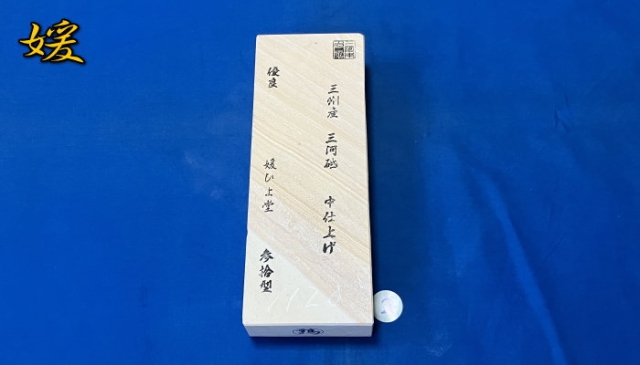 媛
三州産 三河砥 中仕上げ
優良
媛ひよ堂
参拾型
1120